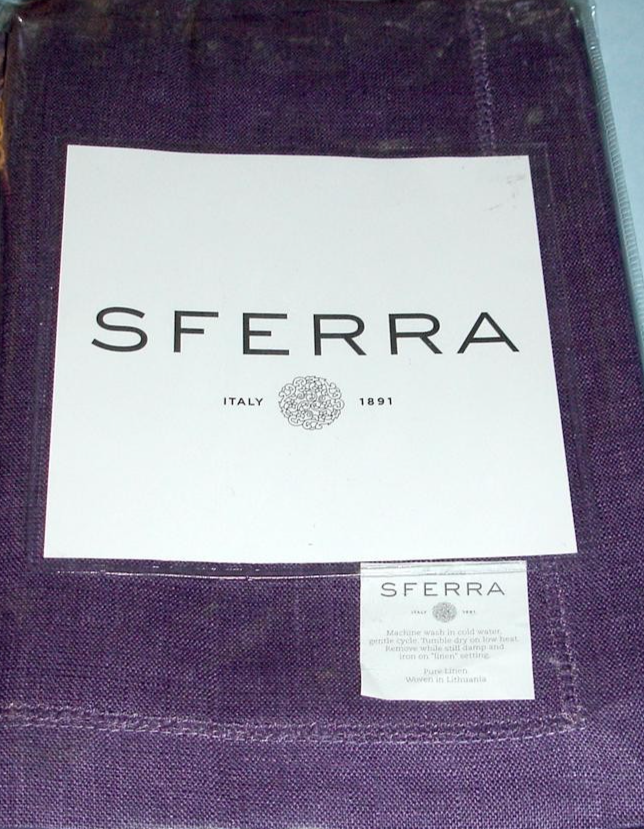 SFERRA
ITALY 1891
SFERRA
ITALY 1891
Machine wash in cold water,
gentle cycle. Tumble dry on low heat.
Remove while still damp and
iron on "linen" setting.
Pure Linen
Woven in Lithuania